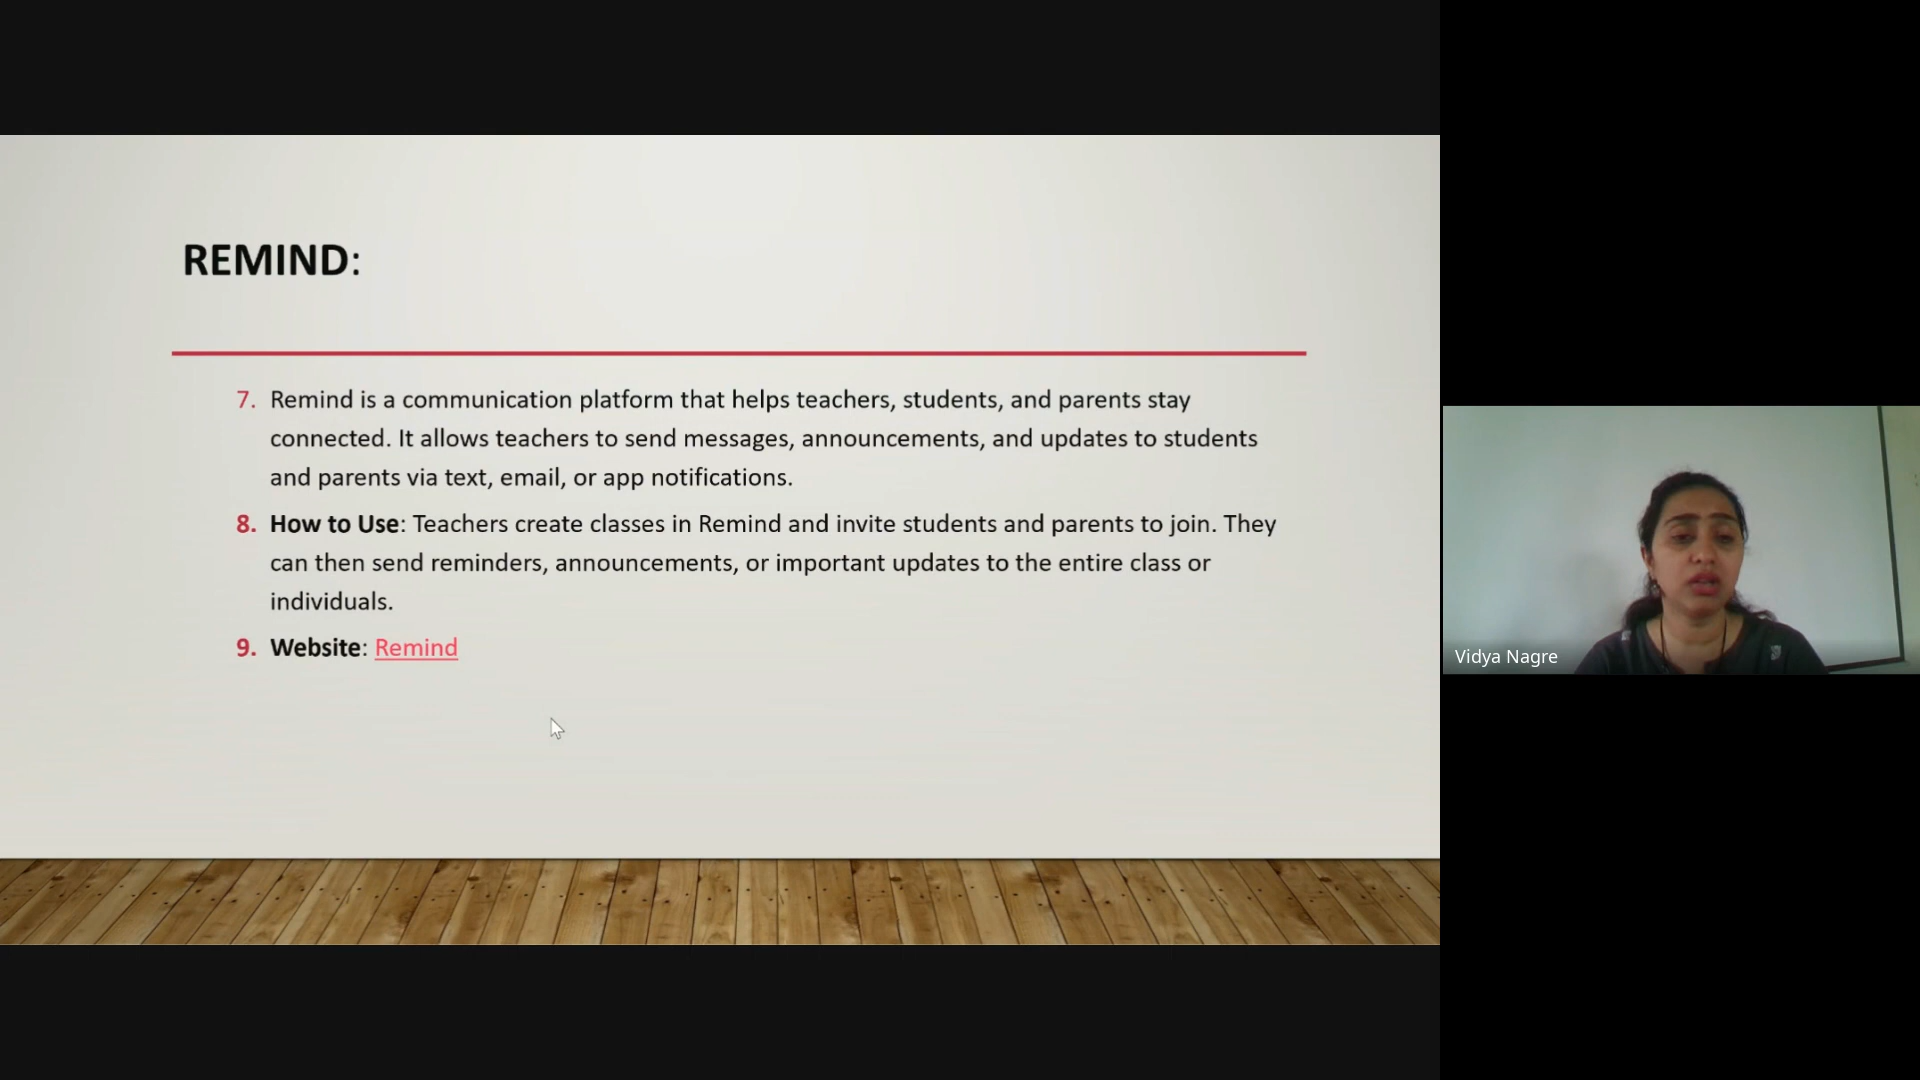 REMIND:
7. Remind is a communication platform that helps teachers, students, and parents stay
connected. It allows teachers to send messages, announcements, and updates to students
and parents via text, email, or app notifications.
8. How to Use: Teachers create classes in Remind and invite students and parents to join. They
can then send reminders, announcements, or important updates to the entire class or
individuals.
9. Website: Remind
Vidya Nagre